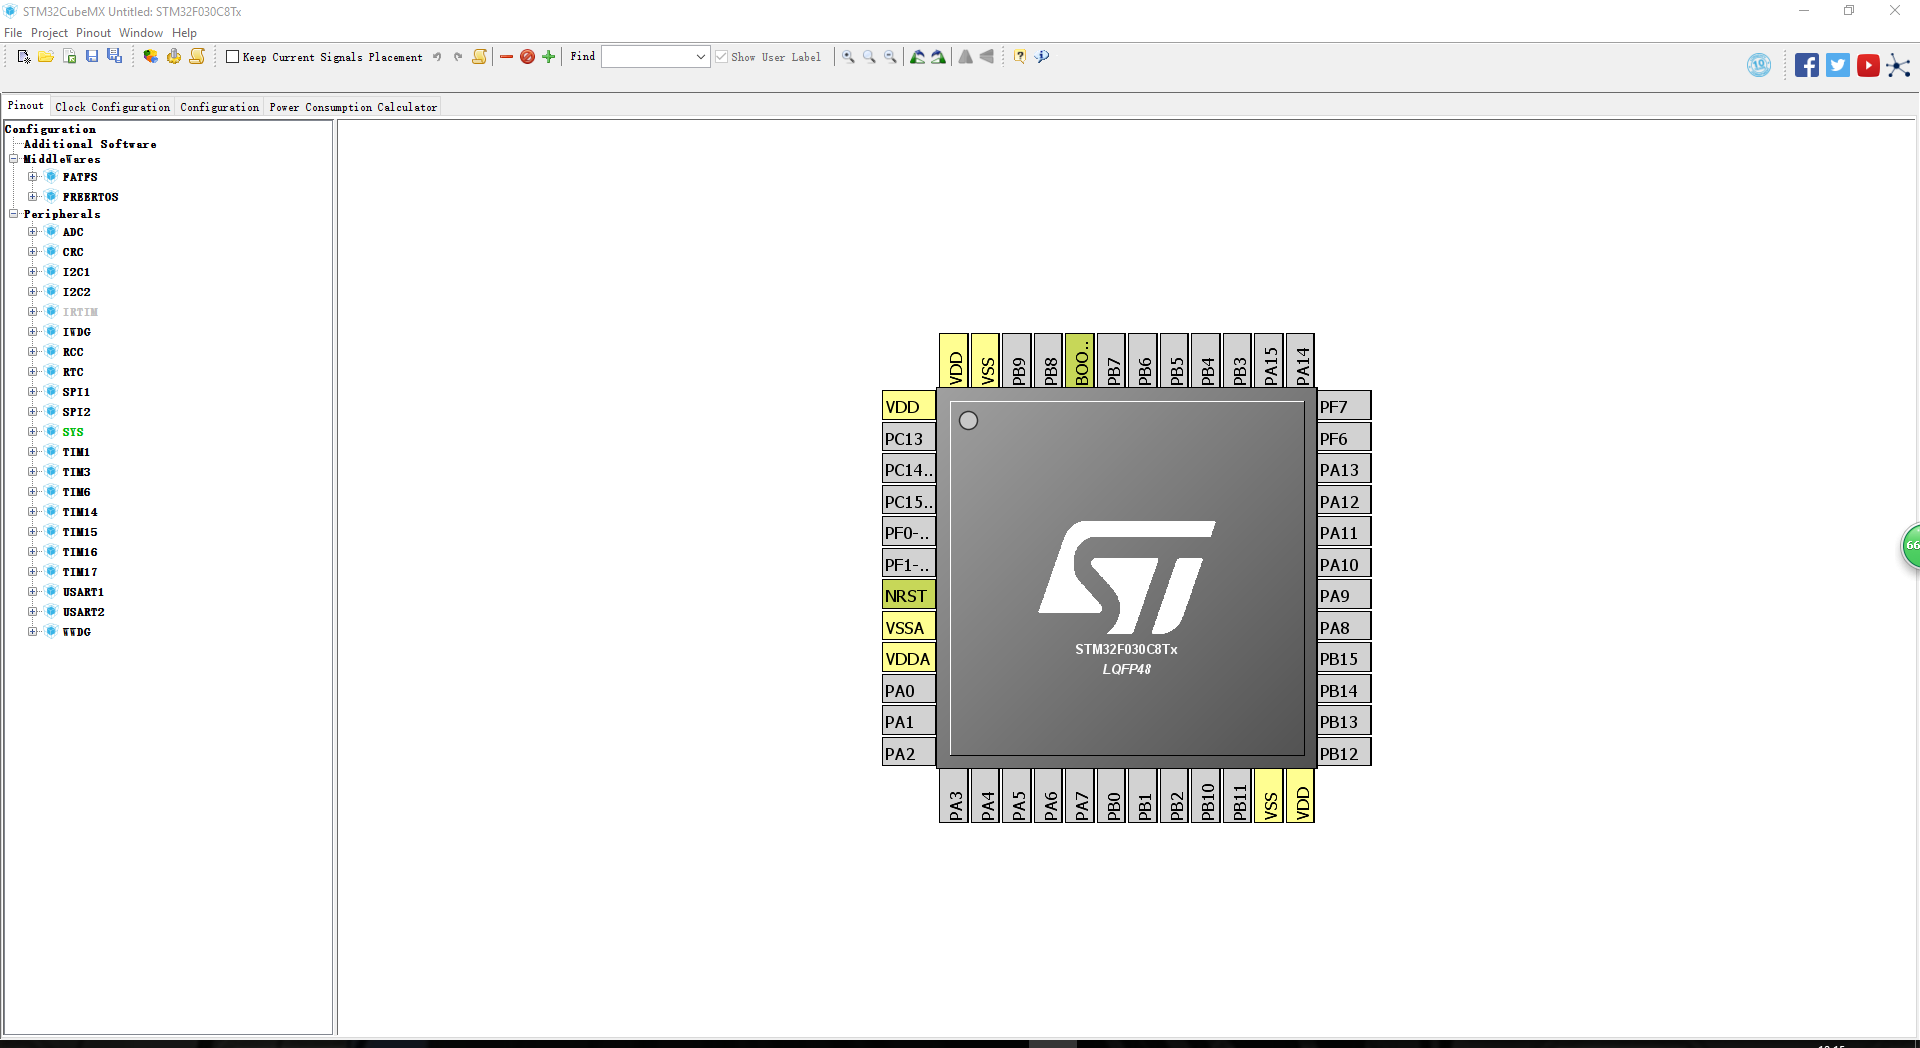 STM32CubeMX Untitled: STM32F030C8Tx
File Project Pinout Window Help
Keep Current Signals Placement Find Show User Label
Pinout Clock Configuration Configuration Power Consumption Calculator
Configuration
Additional Software
MiddleWares
FATFS
FREERTOS
Peripherals
ADC
CRC
I2C1
I2C2
IRTIM
IWDG
RCC
RTC
SPI1
SPI2
SYS
TIM1
TIM3
TIM6
TIM14
TIM15
TIM16
TIM17
USART1
USART2
WWDG
VDD VSS PB9 PB8 BOO.. PB7 PB6 PB5 PB4 PB3 PA15 PA14
VDD
PC13
PC14..
PC15..
PF0-..
PF1-..
NRST
VSSA
VDDA
PA0
PA1
PA2
STM32F030C8Tx
LQFP48
PF7
PF6
PA13
PA12
PA11
PA10
PA9
PA8
PB15
PB14
PB13
PB12
PA3 PA4 PA5 PA6 PA7 PB0 PB1 PB2 PB10 PB11 VSS VDD
66